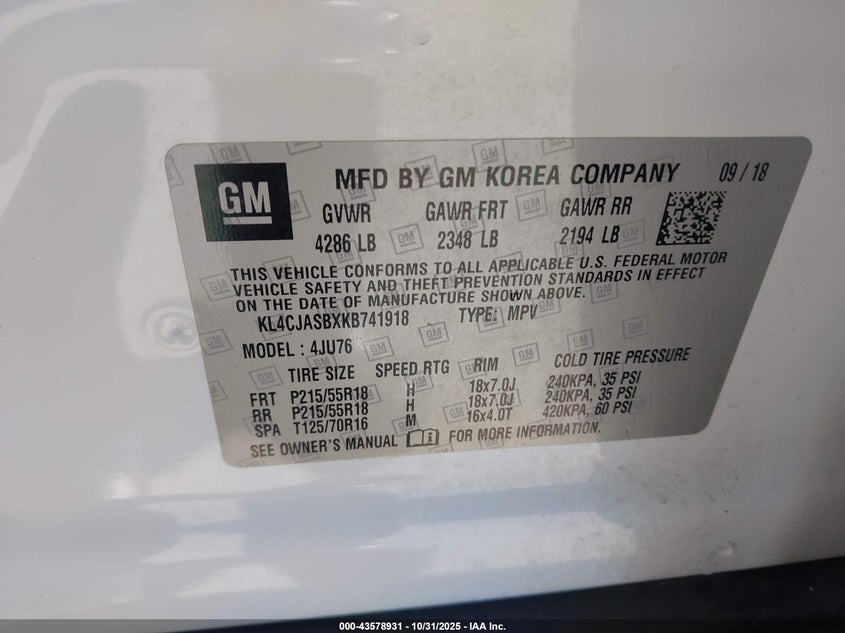 GM
MFD BY GM KOREA COMPANY 09 / 18
GVWR GAWR FRT GAWR RR
4286 LB 2348 LB 2194 LB
THIS VEHICLE CONFORMS TO ALL APPLICABLE U.S. FEDERAL MOTOR
VEHICLE SAFETY AND THEFT PREVENTION STANDARDS IN EFFECT
ON THE DATE OF MANUFACTURE SHOWN ABOVE.
KL4CJASBXKB741918 TYPE: MPV
MODEL : 4JU76
TIRE SIZE SPEED RTG RIM COLD TIRE PRESSURE
FRT P215/55R18 H 18x7.0J 240KPA, 35 PSI
RR P215/55R18 H 18x7.0J 240KPA, 35 PSI
SPA T125/70R16 M 16x4.0T 420KPA, 60 PSI
SEE OWNER'S MANUAL FOR MORE INFORMATION.
000-43578931 - 10/31/2025 - IAA Inc.